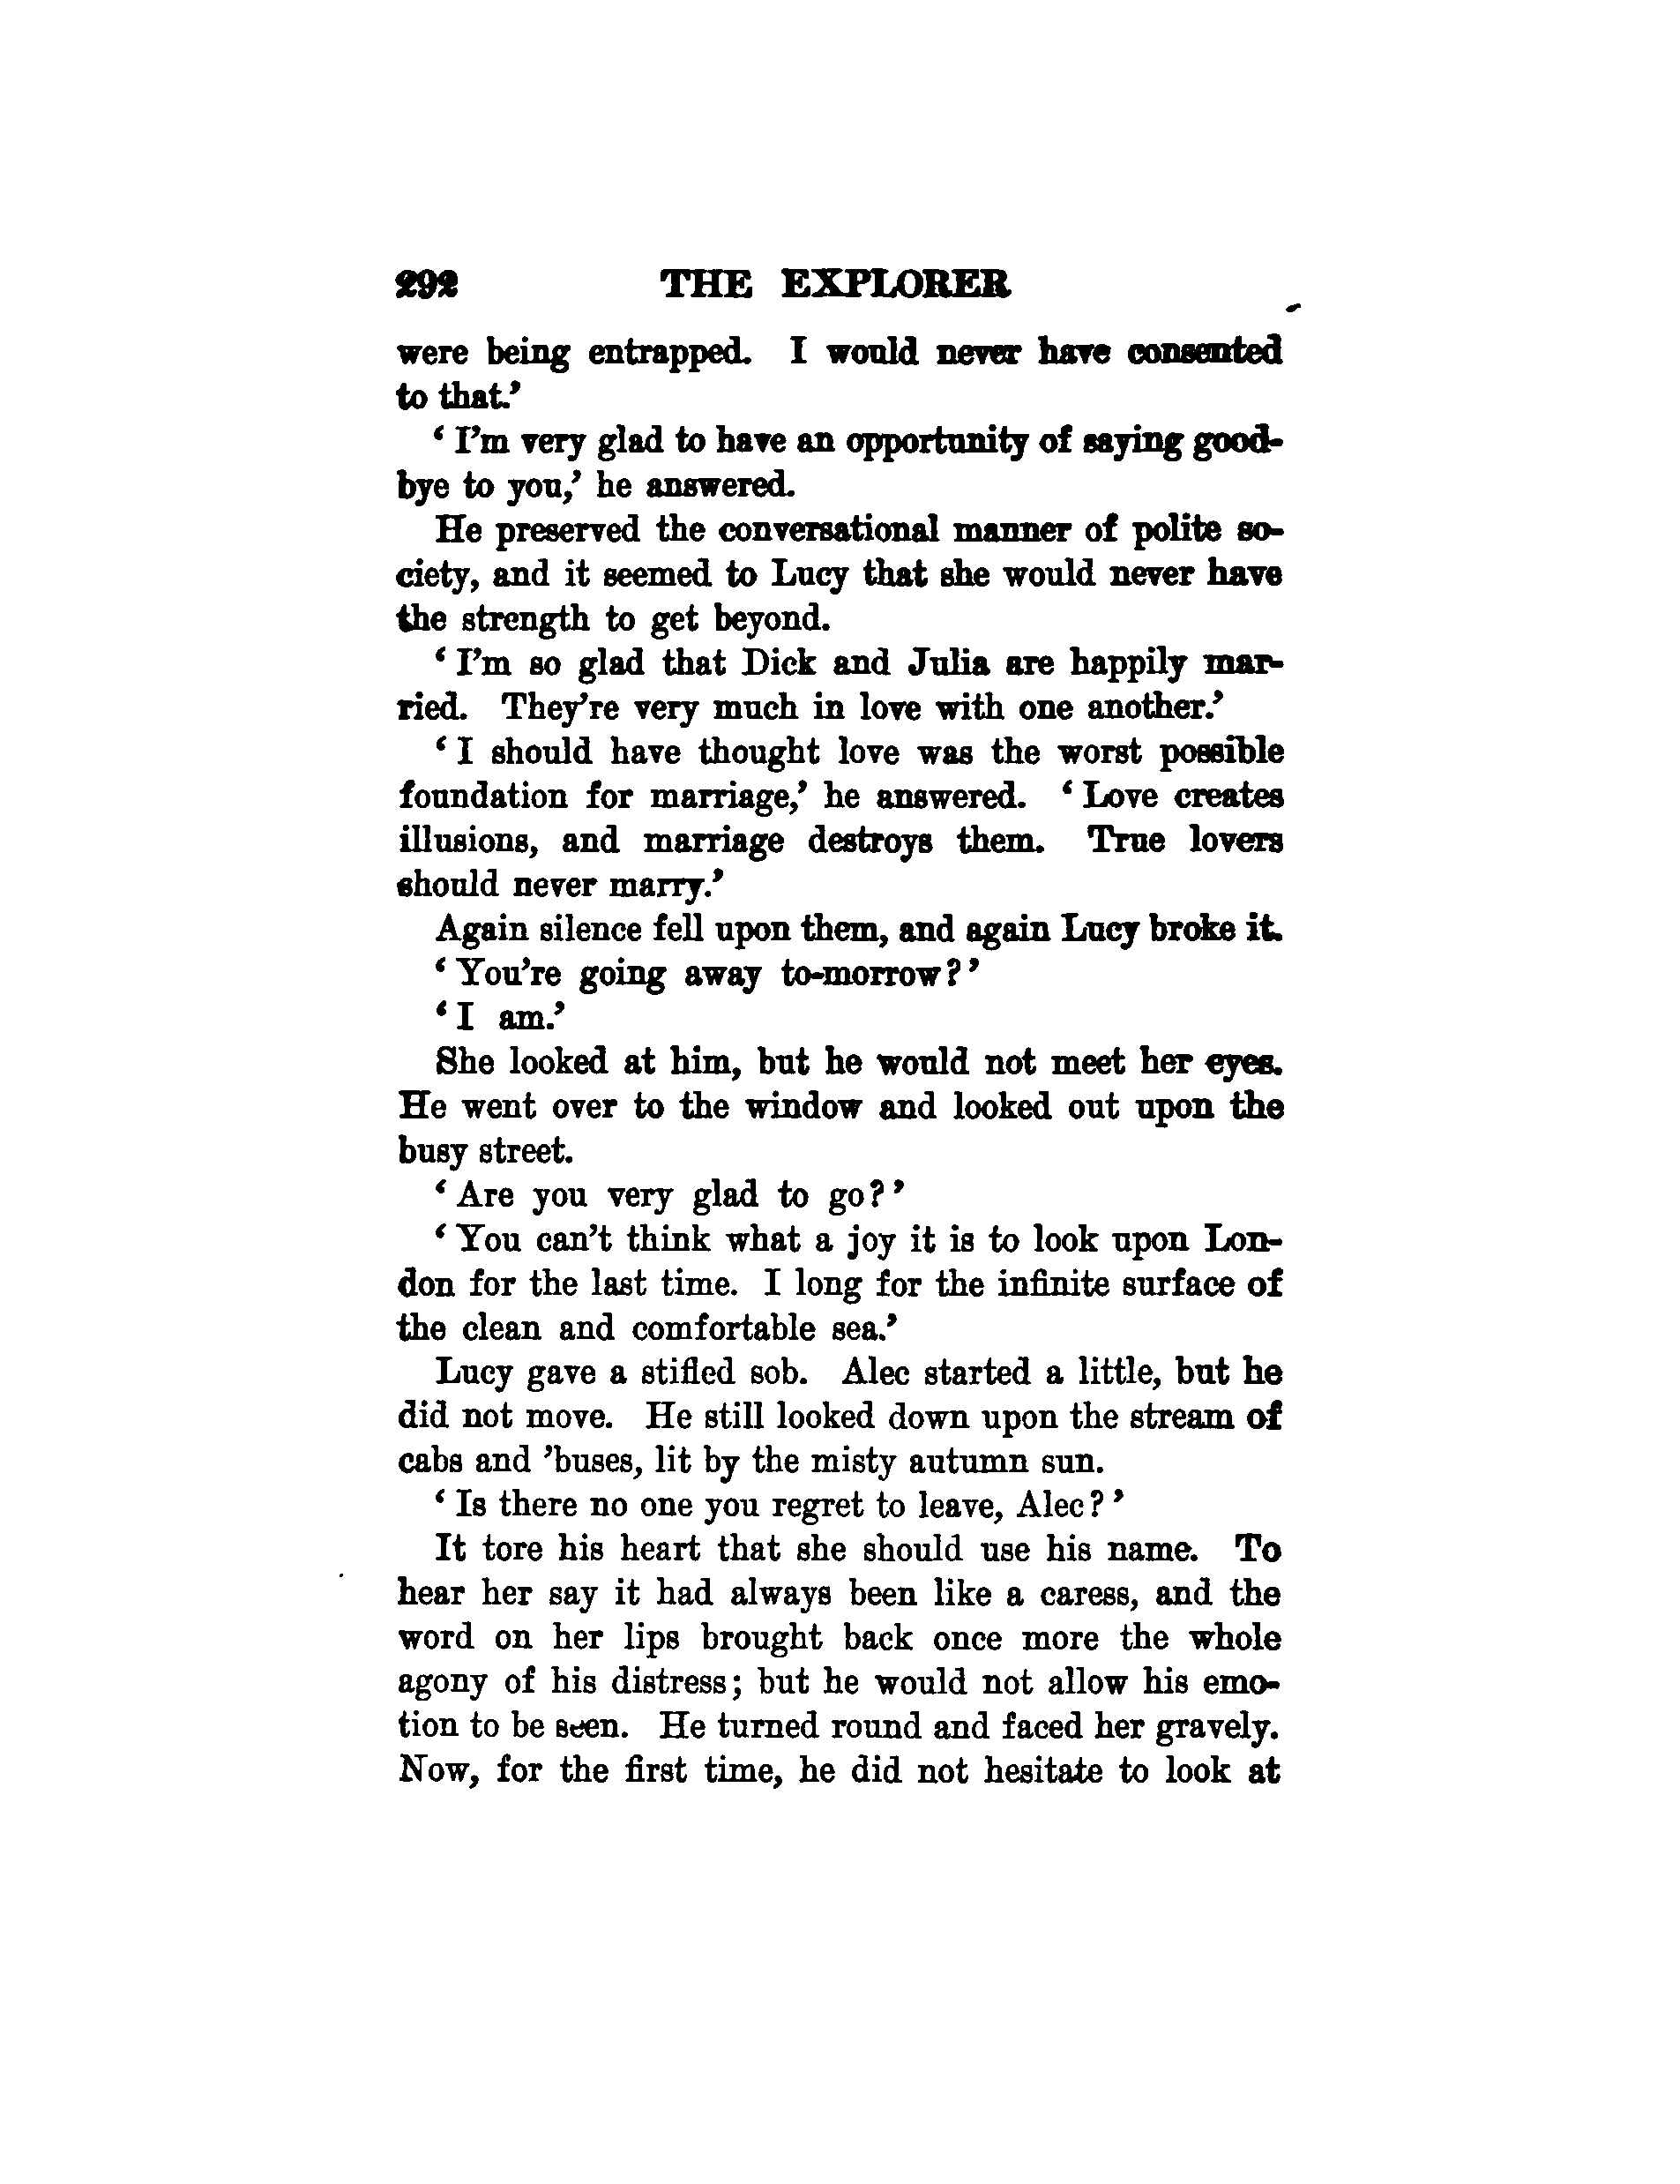 292 THE EXPLORER
were being entrapped. I would never have consented
to that.’
‘I’m very glad to have an opportunity of saying good-
bye to you,’ he answered.
He preserved the conversational manner of polite so-
ciety, and it seemed to Lucy that she would never have
the strength to get beyond.
‘I’m so glad that Dick and Julia are happily mar-
ried. They’re very much in love with one another.’
‘I should have thought love was the worst possible
foundation for marriage,’ he answered. ‘Love creates
illusions, and marriage destroys them. True lovers
should never marry.’
Again silence fell upon them, and again Lucy broke it.
‘You’re going away to-morrow?’
‘I am.’
She looked at him, but he would not meet her eyes.
He went over to the window and looked out upon the
busy street.
‘Are you very glad to go?’
‘You can’t think what a joy it is to look upon Lon-
don for the last time. I long for the infinite surface of
the clean and comfortable sea.’
Lucy gave a stifled sob. Alec started a little, but he
did not move. He still looked down upon the stream of
cabs and ’buses, lit by the misty autumn sun.
‘Is there no one you regret to leave, Alec?’
It tore his heart that she should use his name. To
hear her say it had always been like a caress, and the
word on her lips brought back once more the whole
agony of his distress; but he would not allow his emo-
tion to be seen. He turned round and faced her gravely.
Now, for the first time, he did not hesitate to look at